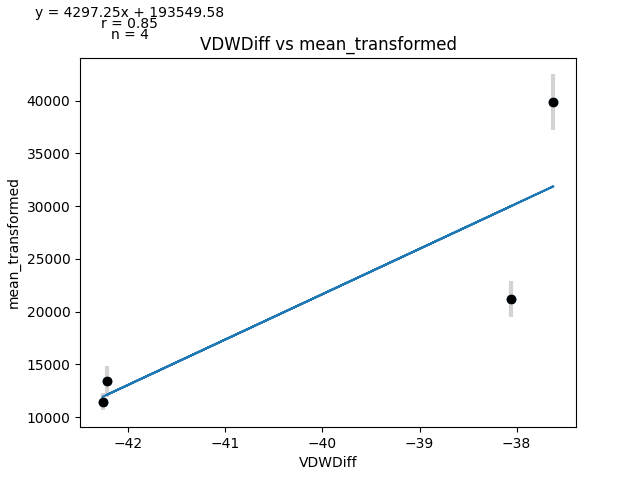 y = 4297.25x + 193549.58
r = 0.85
n = 4
VDWDiff vs mean_transformed
40000
35000
30000
25000
20000
15000
10000
mean_transformed
−42
−41
−40
−39
−38
VDWDiff